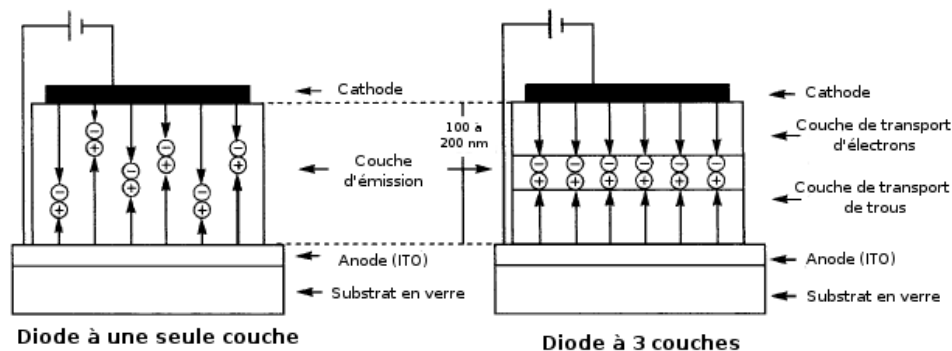 Cathode
100 à
200 nm
Couche
d'émission
Anode (ITO)
Substrat en verre
Diode à une seule couche
Cathode
Couche de transport
d'électrons
Couche de transport
de trous
Anode (ITO)
Substrat en verre
Diode à 3 couches